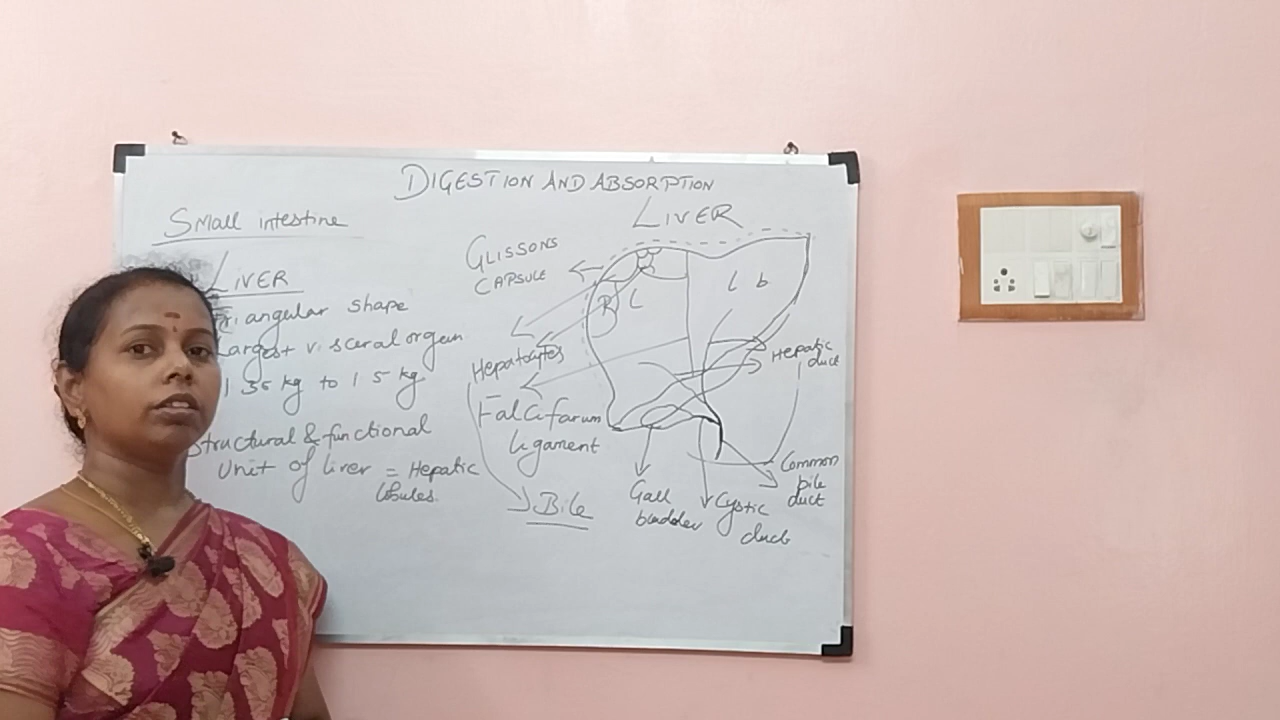 DIGESTION AND ABSORPTION
Small intestine
LIVER
angular shape
Largest visceral organ
1 35 kg to 1 5 kg
Structural & functional
Unit of liver = Hepatic
lobules.
LIVER
GLISSONS
CAPSULE
R L
L b
Hepatocytes
Falcifarum
ligament
Bile
Hepatic
duct
Common
bile
duct
Gall
bladder
Cystic
duct